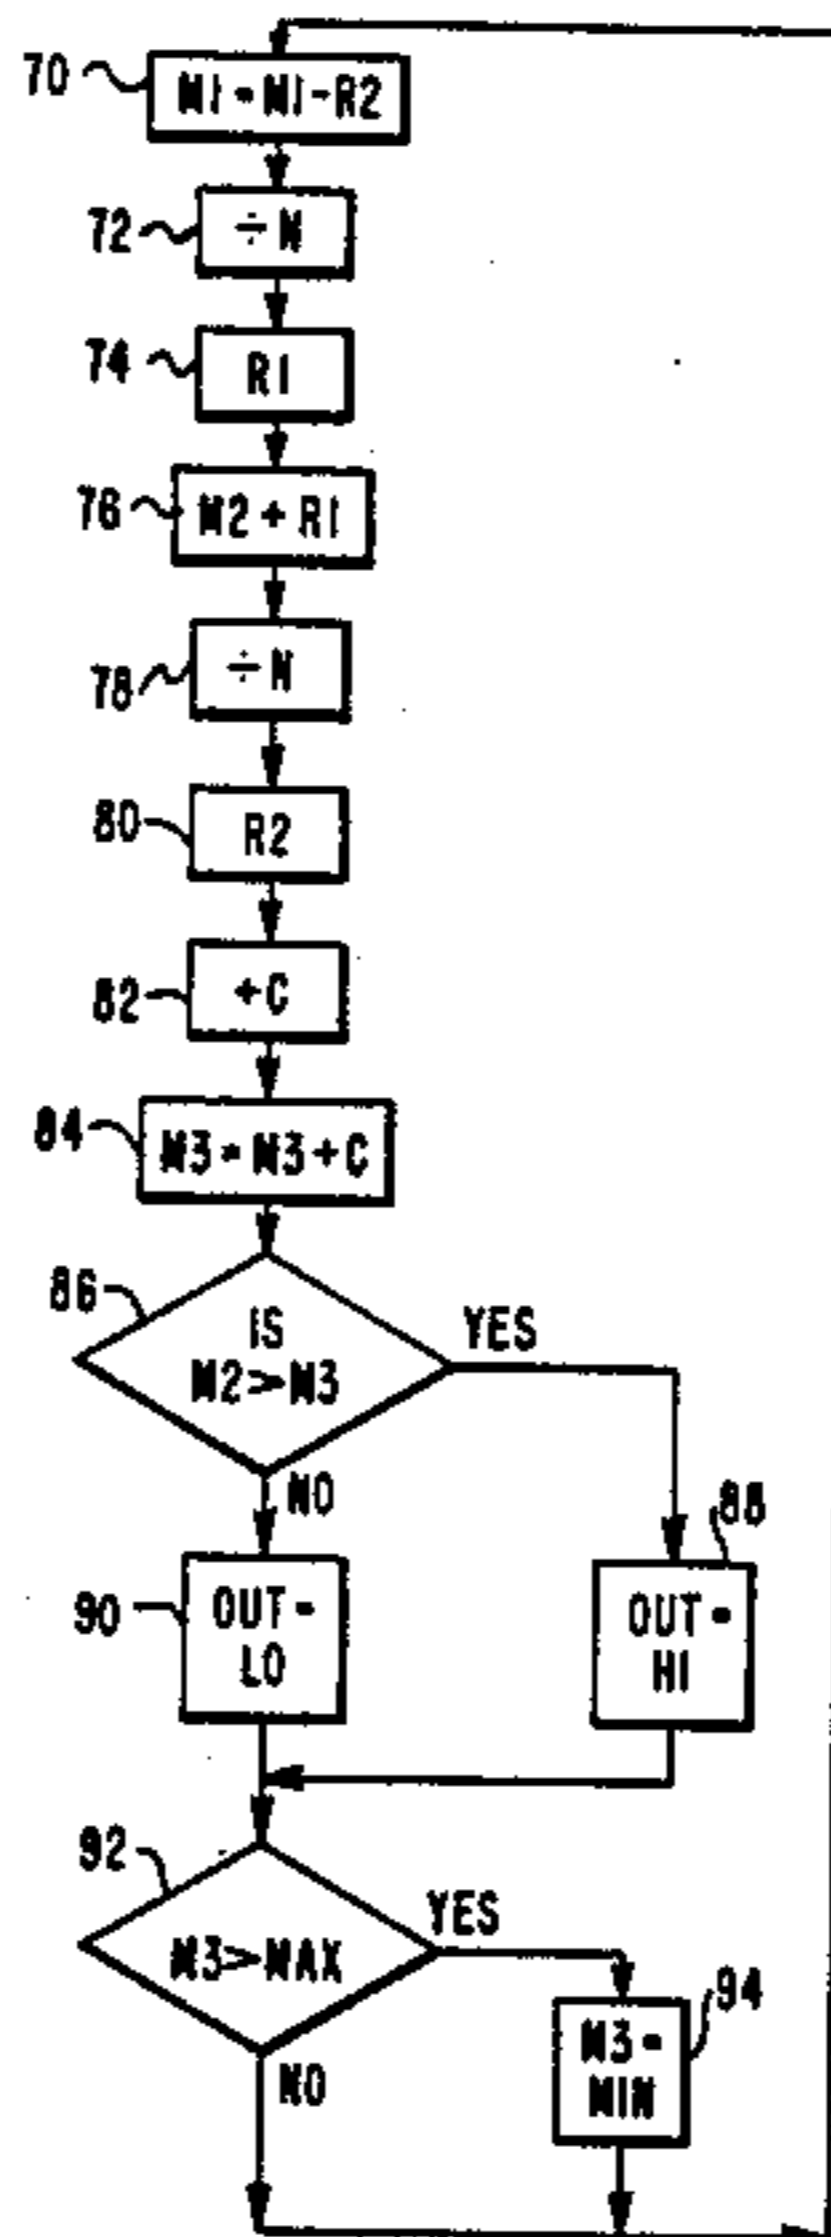 70
M1=M1-R2
72
÷N
74
R1
76
M2+R1
78
÷N
80
R2
82
+C
84
M3=M3+C
86
IS
M2>M3
YES
NO
88
90
OUT=
LO
OUT=
HI
92
M3>MAX
YES
NO
94
M3=
MIN